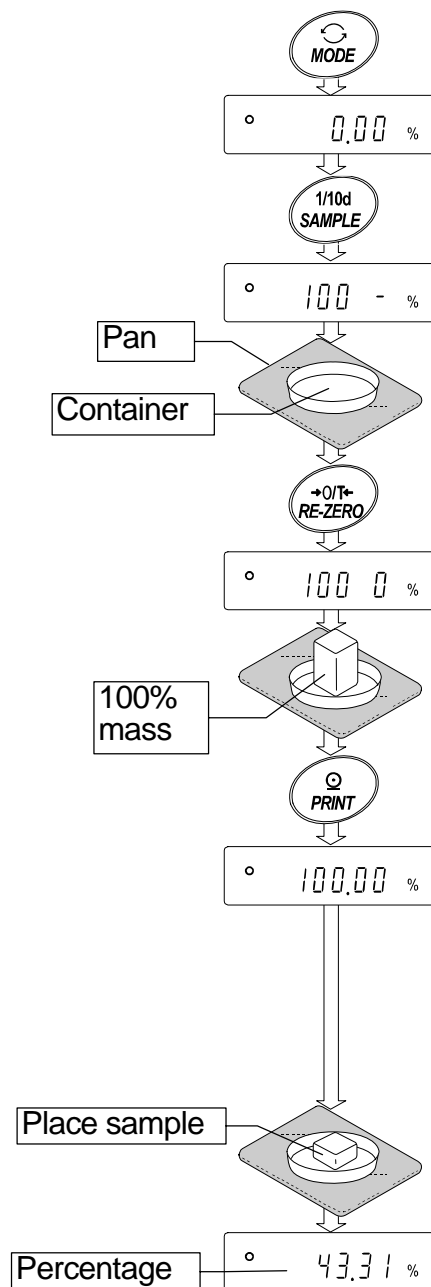 MODE
0.00 %
1/10d
SAMPLE
100 - %
Pan
Container
→0/T←
RE-ZERO
100 0 %
100%
mass
PRINT
100.00 %
Place sample
Percentage
43.31 %